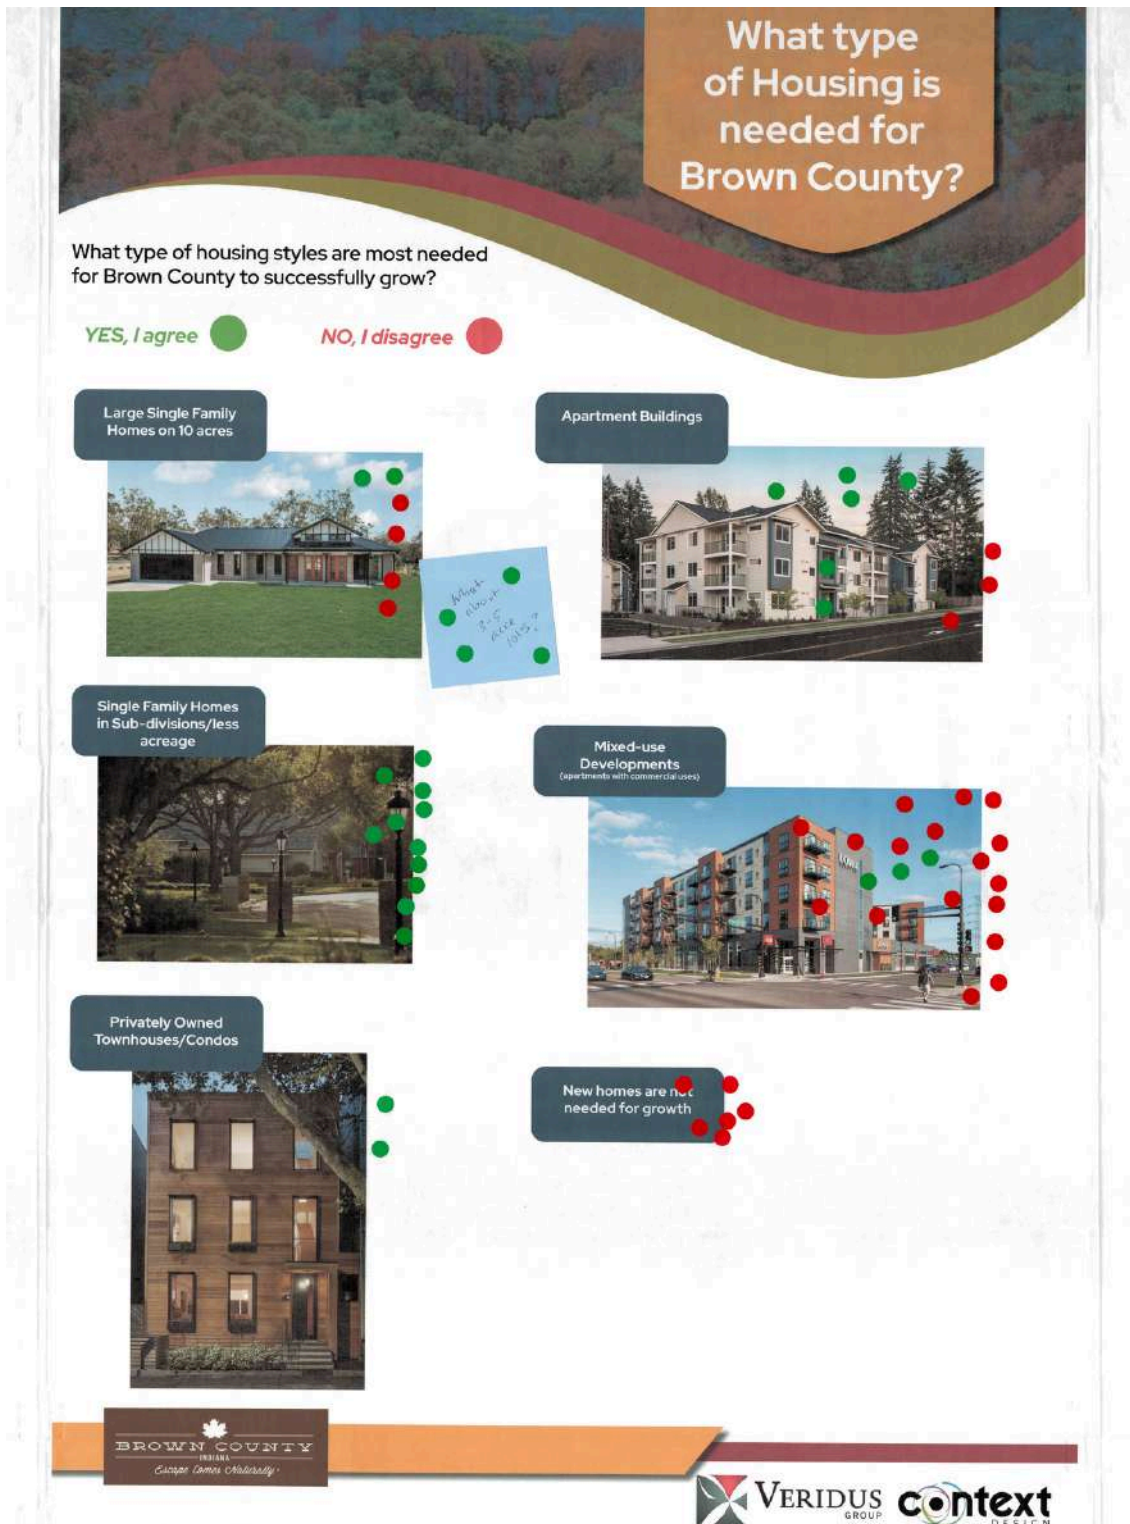 What type
of Housing is
needed for
Brown County?
What type of housing styles are most needed
for Brown County to successfully grow?
YES, I agree
NO, I disagree
Large Single Family
Homes on 10 acres
Apartment Buildings
What
about
3-5
acre
lots?
Single Family Homes
in Sub-divisions/less
acreage
Mixed-use
Developments
(apartments with commercial uses)
Privately Owned
Townhouses/Condos
New homes are not
needed for growth
BROWN COUNTY
INDIANA
Escape Comes Naturally
VERIDUS
GROUP
context
DESIGN